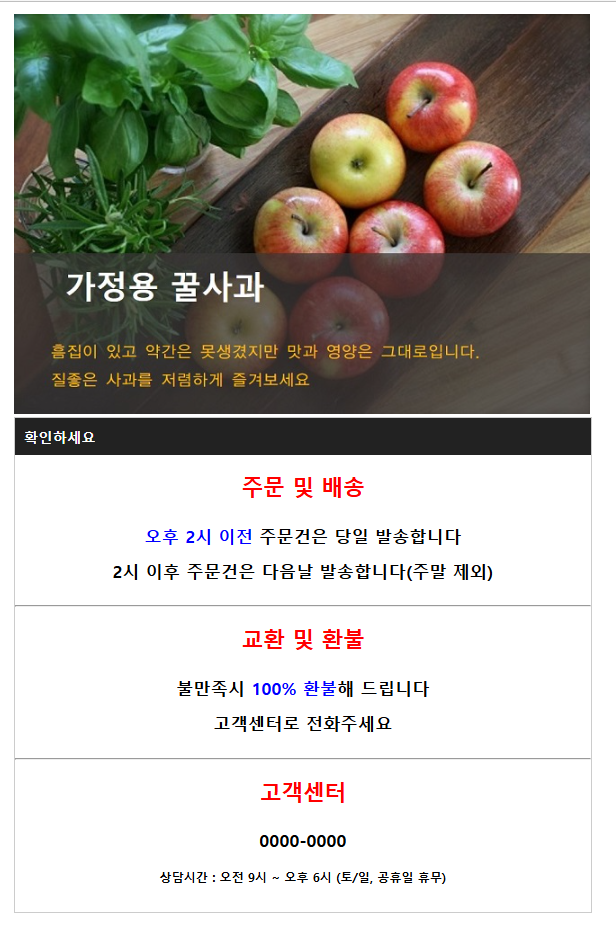 가정용 꿀사과
흠집이 있고 약간은 못생겼지만 맛과 영양은 그대로입니다.
질좋은 사과를 저렴하게 즐겨보세요
확인하세요
주문 및 배송
오후 2시 이전 주문건은 당일 발송합니다
2시 이후 주문건은 다음날 발송합니다(주말 제외)
교환 및 환불
불만족시 100% 환불해 드립니다
고객센터로 전화주세요
고객센터
0000-0000
상담시간 : 오전 9시 ~ 오후 6시 (토/일, 공휴일 휴무)